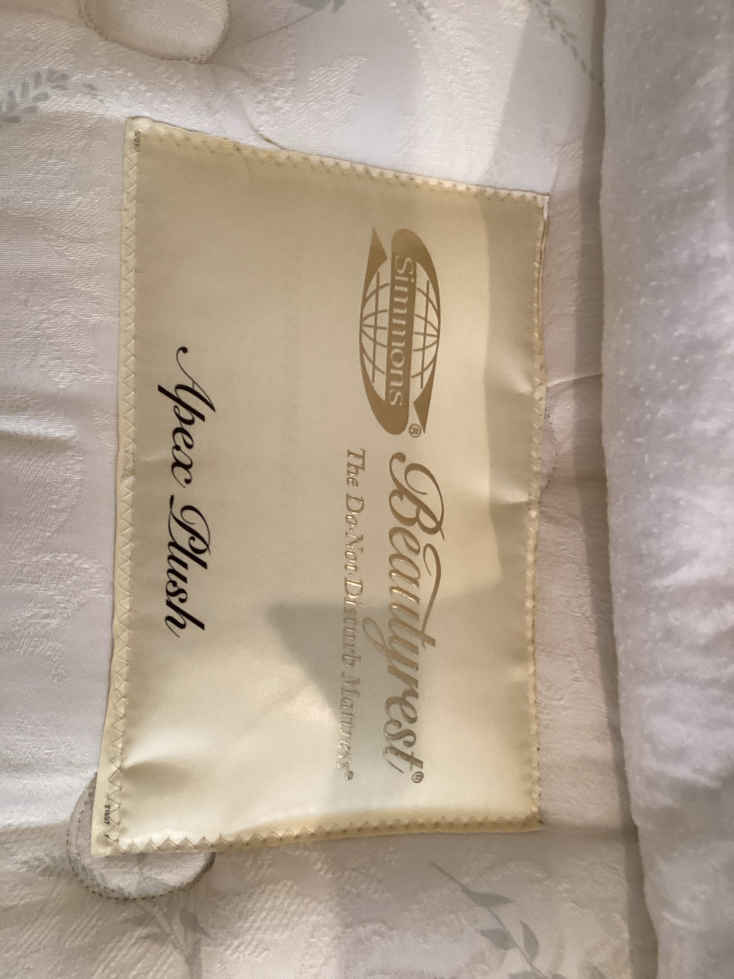 Simmons®
Beautyrest®
The Do-Not-Disturb Mattress®
Apex Plush